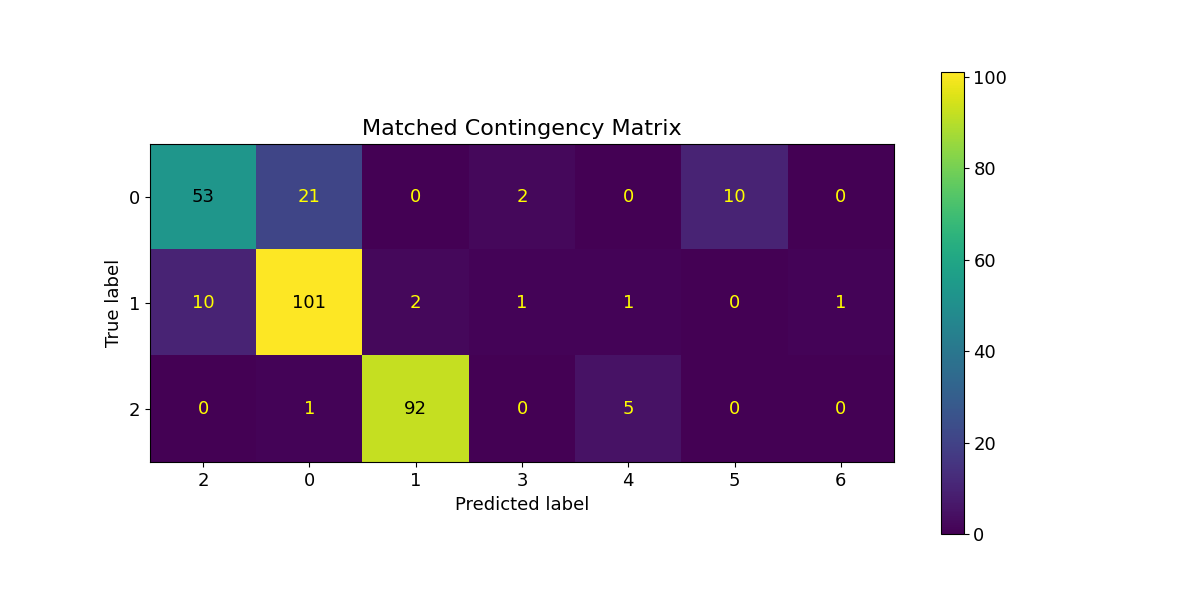 Matched Contingency Matrix
100
80
60
40
20
0
True label
0 53 21 0 2 0 10 0
1 10 101 2 1 1 0 1
2 0 1 92 0 5 0 0
2 0 1 3 4 5 6
Predicted label